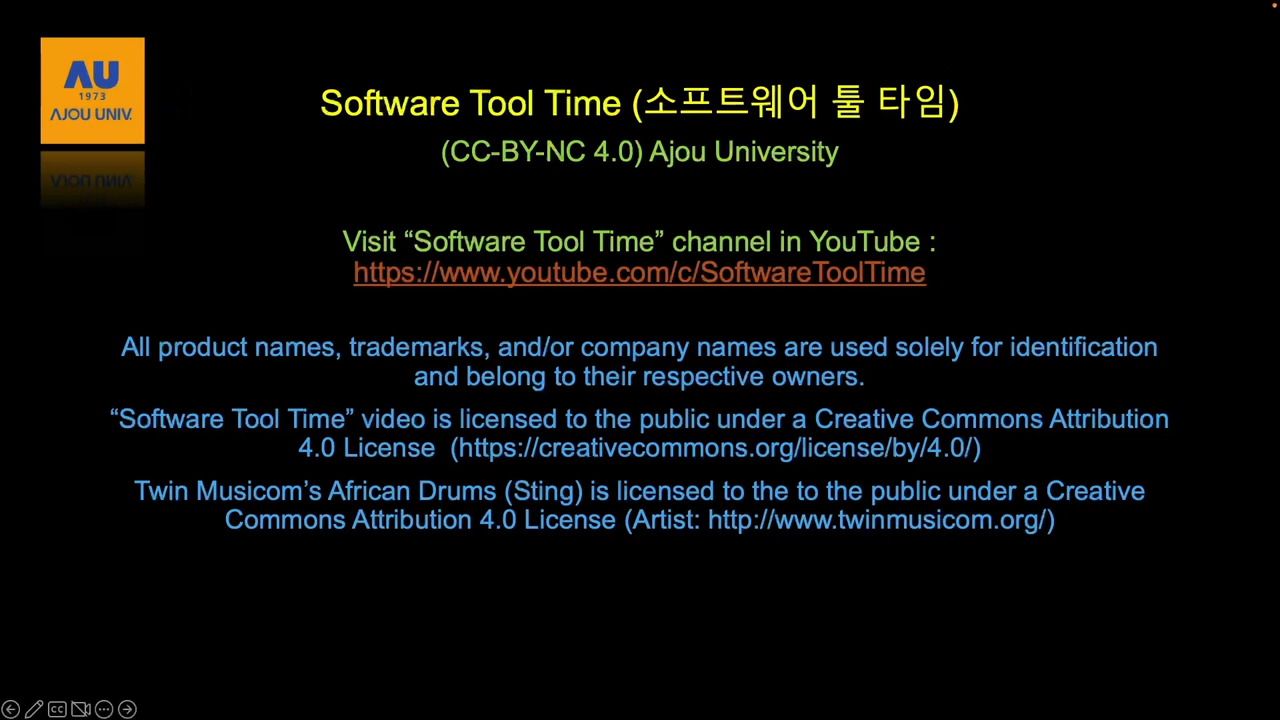 AU
1973
AJOU UNIV.
Software Tool Time (소프트웨어 툴 타임)
(CC-BY-NC 4.0) Ajou University
Visit “Software Tool Time” channel in YouTube :
https://www.youtube.com/c/SoftwareToolTime
All product names, trademarks, and/or company names are used solely for identification
and belong to their respective owners.
“Software Tool Time” video is licensed to the public under a Creative Commons Attribution
4.0 License (https://creativecommons.org/license/by/4.0/)
Twin Musicom’s African Drums (Sting) is licensed to the to the public under a Creative
Commons Attribution 4.0 License (Artist: http://www.twinmusicom.org/)
CC